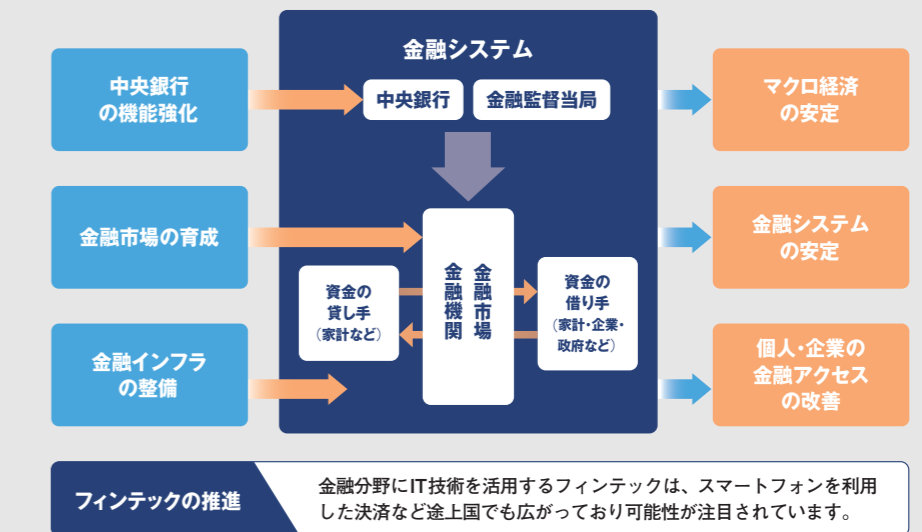 金融システム
中央銀行
の機能強化
中央銀行
金融監督当局
マクロ経済
の安定
金融市場の育成
金融市場
金融機関
資金の
貸し手
（家計など）
資金の
借り手
（家計・企業・
政府など）
金融システム
の安定
金融インフラ
の整備
個人・企業の
金融アクセス
の改善
フィンテックの推進
金融分野にIT技術を活用するフィンテックは、スマートフォンを利用
した決済など途上国でも広がっており可能性が注目されています。